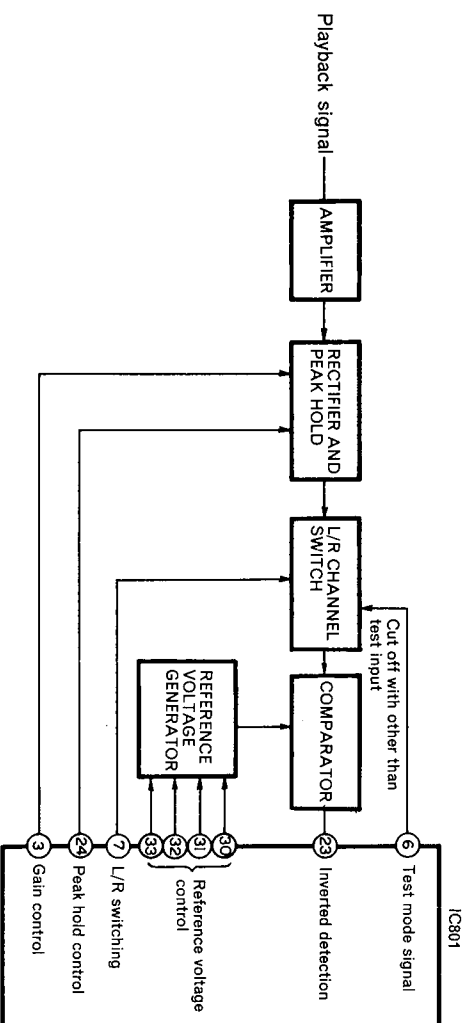 Playback signal
AMPLIFIER
RECTIFIER AND
PEAK HOLD
L/R CHANNEL
SWITCH
Cut off with other than
test input
COMPARATOR
REFERENCE
VOLTAGE
GENERATOR
IC801
6 Test mode signal
23 Inverted detection
30
31
32
33
Reference voltage
control
7 L/R switching
24 Peak hold control
3 Gain control